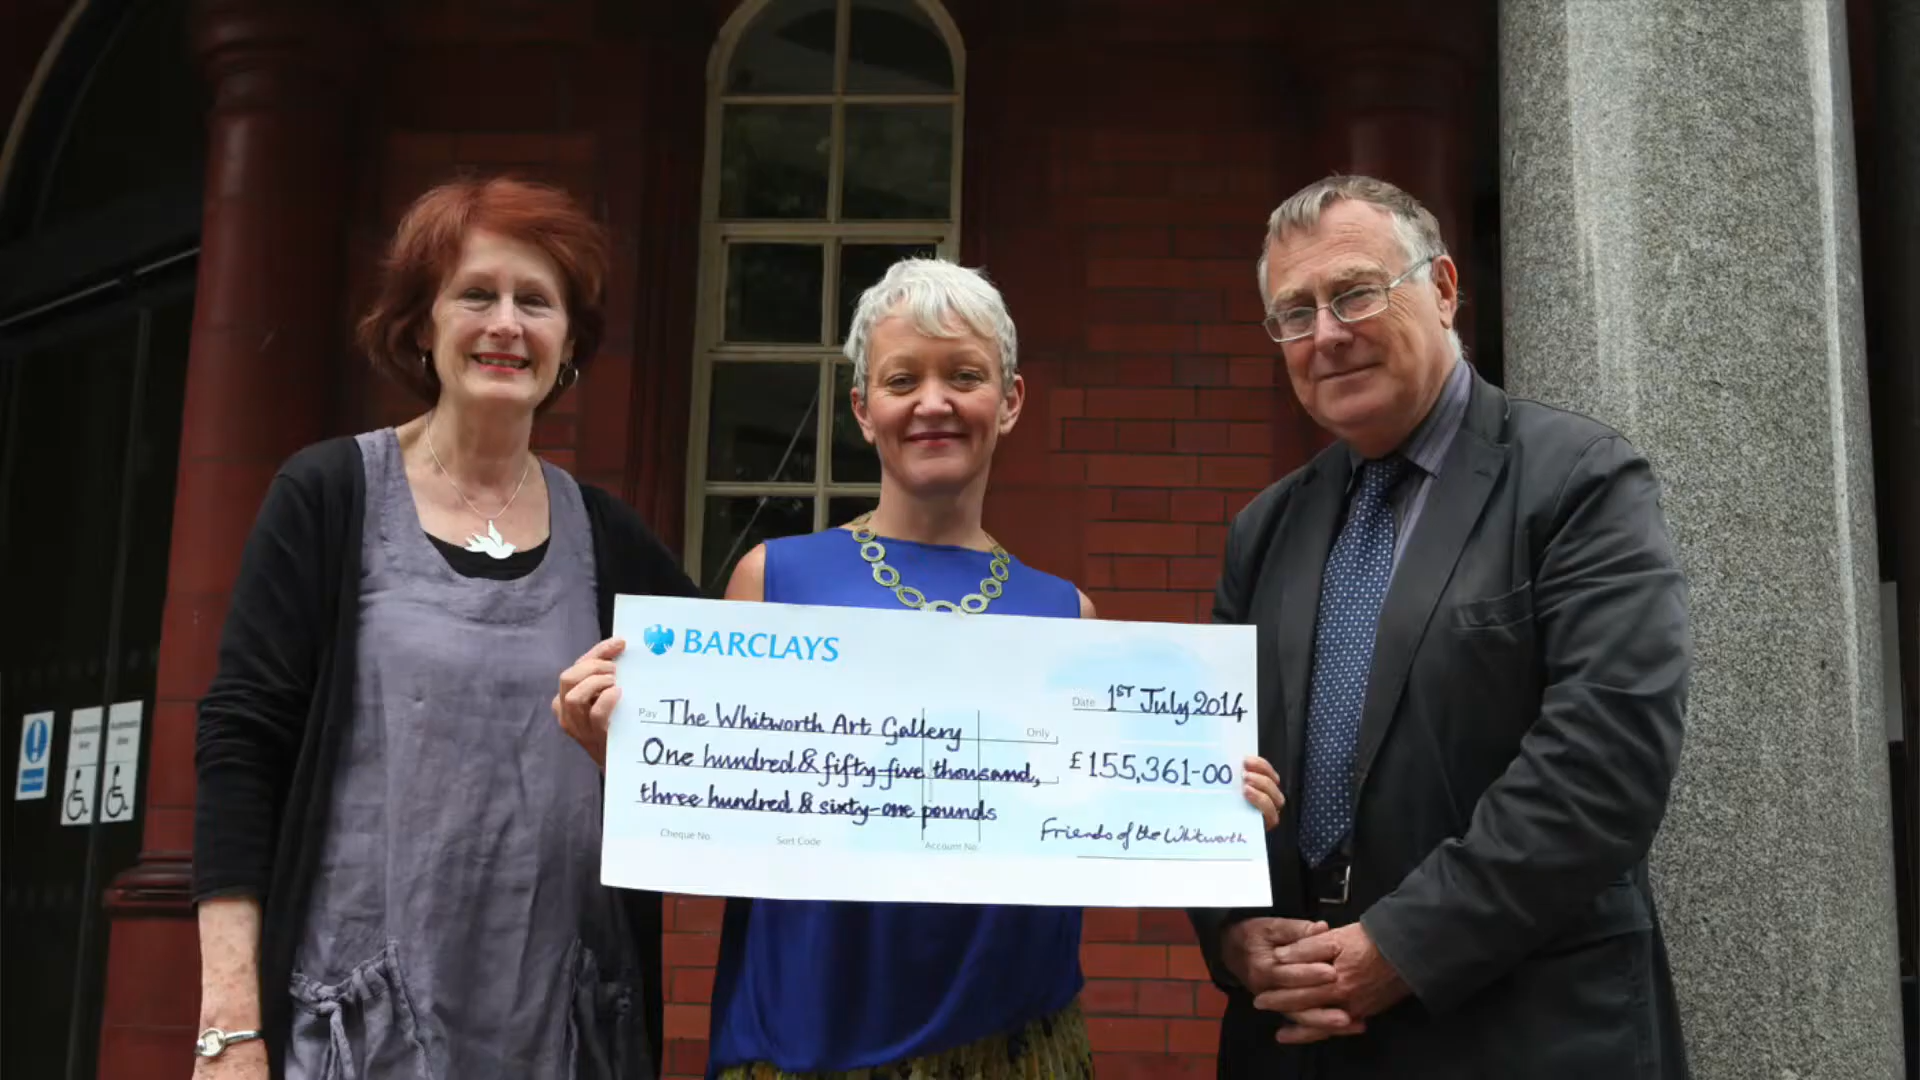 BARCLAYS
Date 1ST July 2014
Pay The Whitworth Art Gallery Only
One hundred & fifty-five thousand, £155,361-00
three hundred & sixty-one pounds
Friends of the Whitworth
Cheque No. Sort Code Account No.